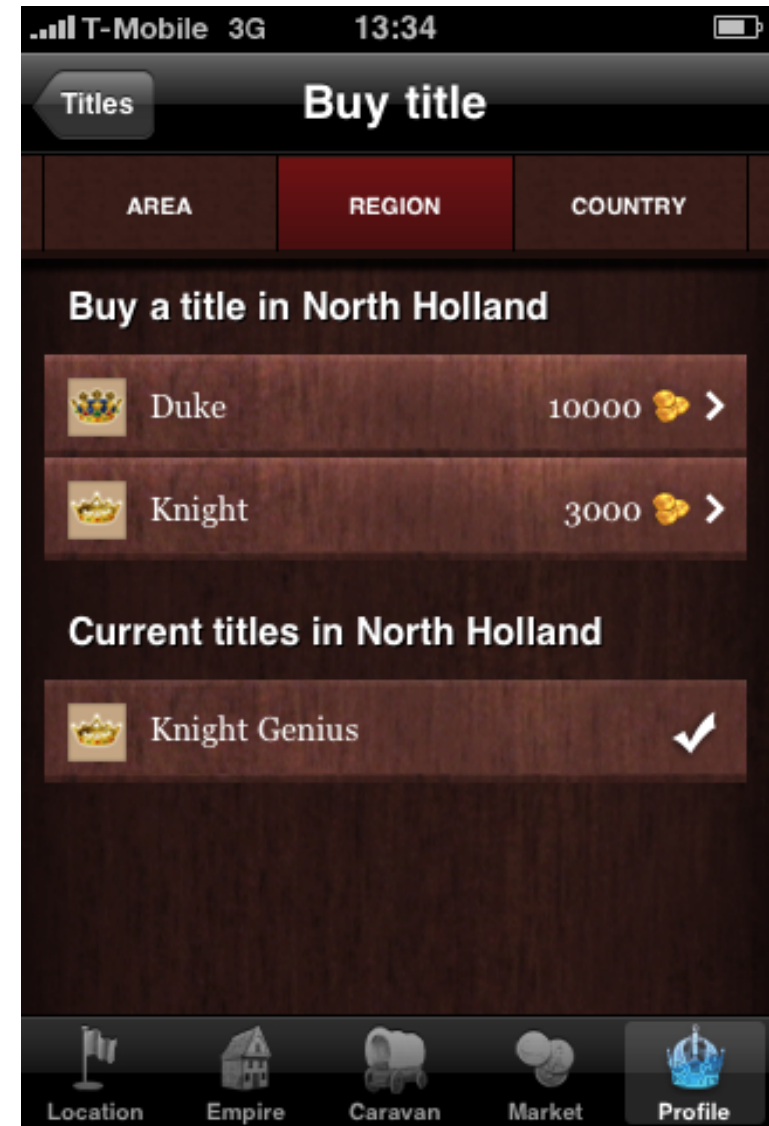 T-Mobile 3G 13:34
Titles Buy title
AREA REGION COUNTRY
Buy a title in North Holland
Duke 10000
Knight 3000
Current titles in North Holland
Knight Genius
Location Empire Caravan Market Profile